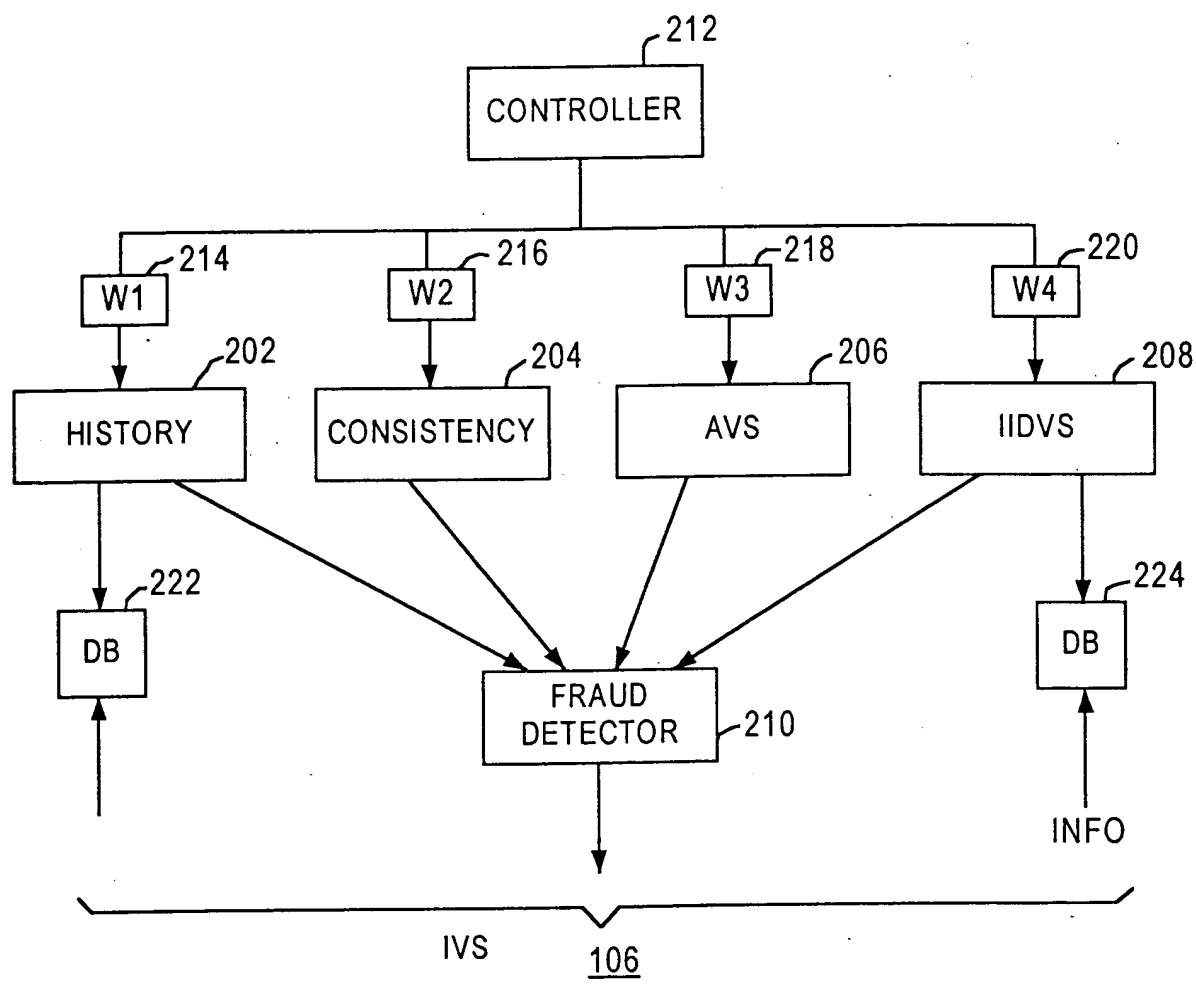 212
CONTROLLER
214
216
218
220
W1
W2
W3
W4
202
204
206
208
HISTORY
CONSISTENCY
AVS
IIDVS
222
224
DB
DB
FRAUD
DETECTOR
210
INFO
IVS
106